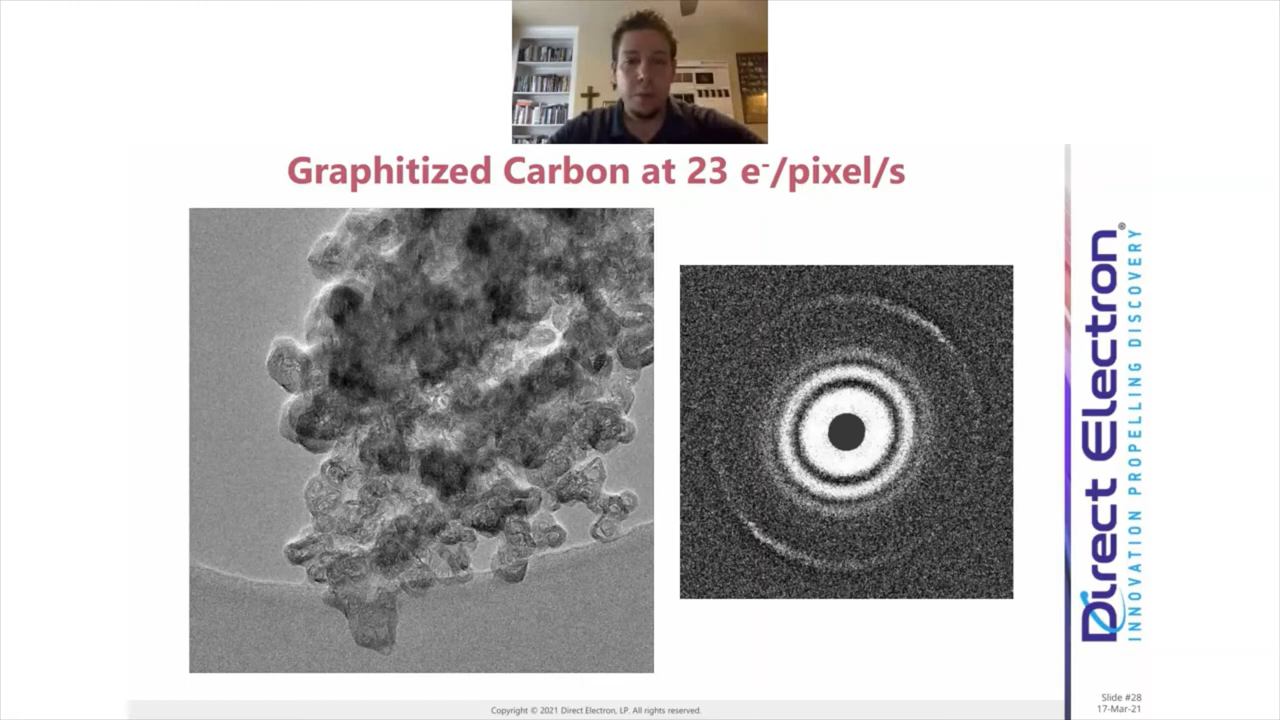 Graphitized Carbon at 23 e⁻/pixel/s
Direct Electron®
INNOVATION PROPELLING DISCOVERY
Copyright © 2021 Direct Electron, LP. All rights reserved.
Slide #28
17-Mar-21